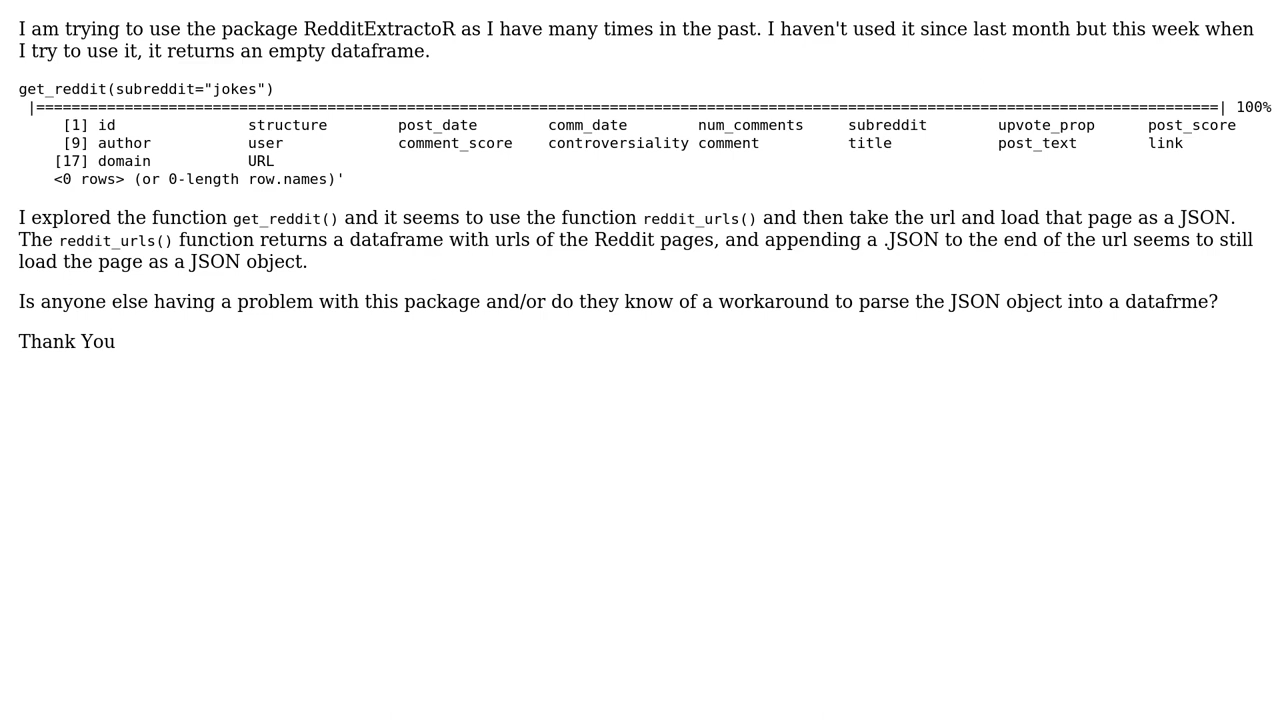 I am trying to use the package RedditExtractoR as I have many times in the past. I haven't used it since last month but this week when
I try to use it, it returns an empty dataframe.
get_reddit(subreddit="jokes")
|=======================================================================================================================================| 100%
[1] id structure post_date comm_date num_comments subreddit upvote_prop post_score
[9] author user comment_score controversiality comment title post_text link
[17] domain URL
<0 rows> (or 0-length row.names)'
I explored the function get_reddit() and it seems to use the function reddit_urls() and then take the url and load that page as a JSON.
The reddit_urls() function returns a dataframe with urls of the Reddit pages, and appending a .JSON to the end of the url seems to still
load the page as a JSON object.
Is anyone else having a problem with this package and/or do they know of a workaround to parse the JSON object into a datafrme?
Thank You